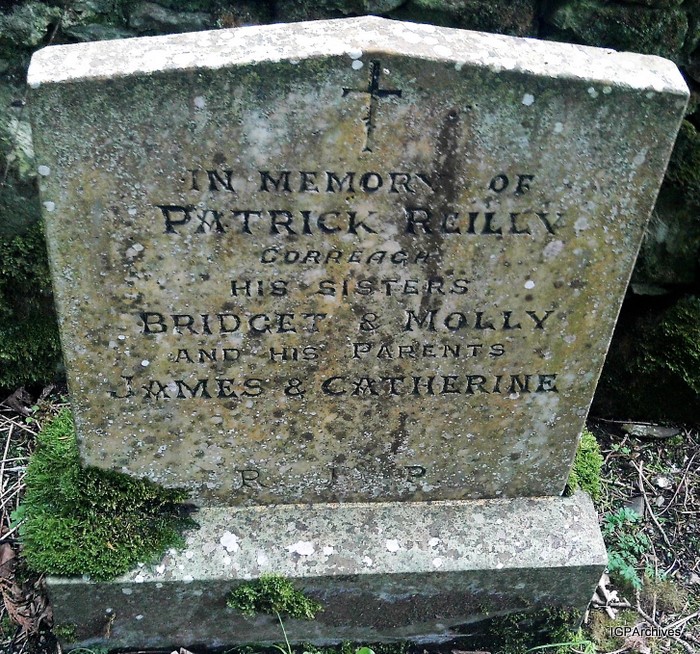 IN MEMORY OF
PATRICK REILLY
CORREAGH
HIS SISTERS
BRIDGET & MOLLY
AND HIS PARENTS
JAMES & CATHERINE
R I P
IGPArchives